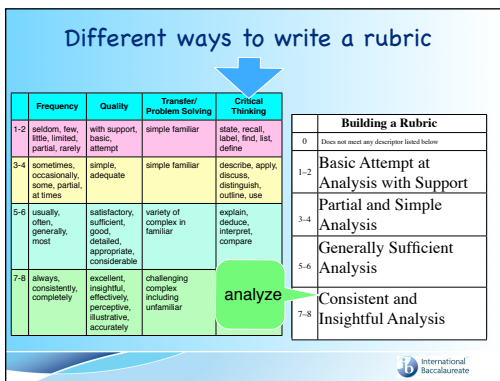 Different ways to write a rubric
Frequency
Quality
Transfer/
Problem Solving
Critical
Thinking
1-2
seldom, few,
little, limited,
partial, rarely
with support,
basic,
attempt
simple familiar
state, recall,
label, find, list,
define
3-4
sometimes,
occasionally,
some, partial,
at times
simple,
adequate
simple familiar
describe, apply,
discuss,
distinguish,
outline, use
5-6
usually,
often,
generally,
most
satisfactory,
sufficient,
good,
detailed,
appropriate,
considerable
variety of
complex in
familiar
explain,
deduce,
interpret,
compare
7-8
always,
consistently,
completely
excellent,
insightful,
effectively,
perceptive,
illustrative,
accurately
challenging
complex
including
unfamiliar
analyze
Building a Rubric
0
Does not meet any descriptor listed below
1–2
Basic Attempt at
Analysis with Support
3–4
Partial and Simple
Analysis
5–6
Generally Sufficient
Analysis
7–8
Consistent and
Insightful Analysis
ib
International
Baccalaureate